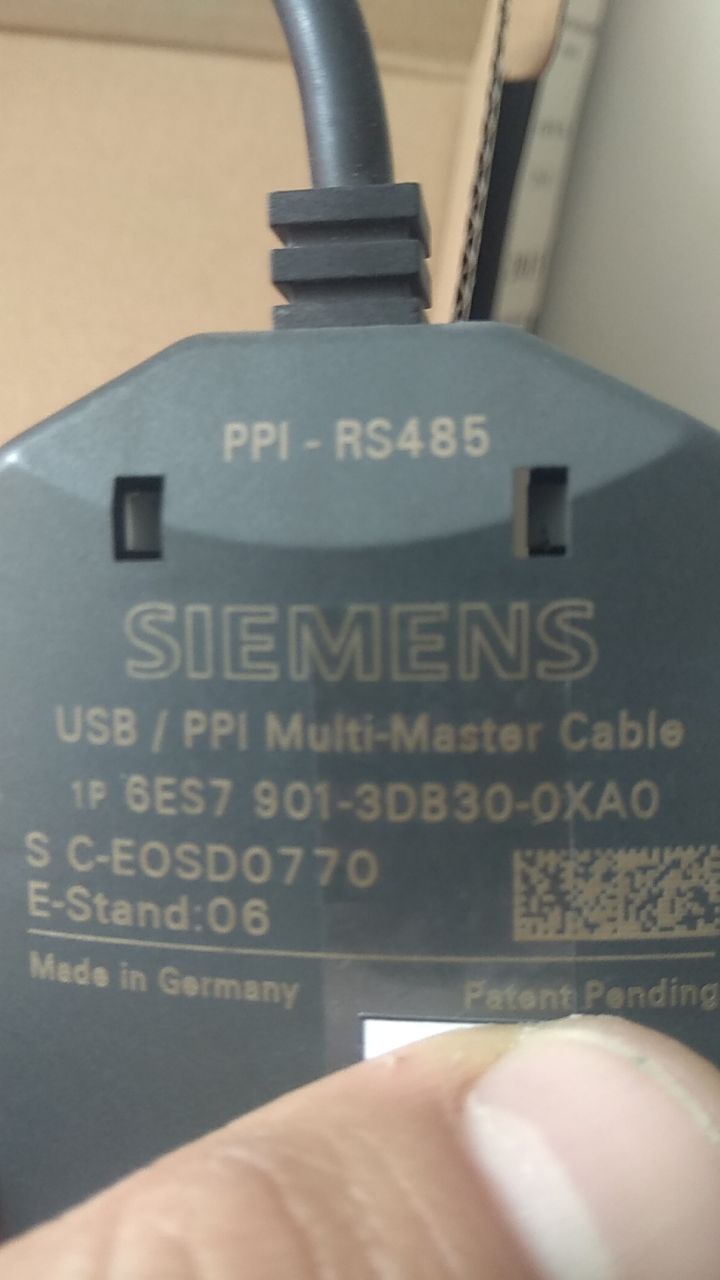 PPI - RS485
SIEMENS
USB / PPI Multi-Master Cable
1P 6ES7 901-3DB30-0XA0
S C-EOSD0770
E-Stand:06
Made in Germany
Patent Pending